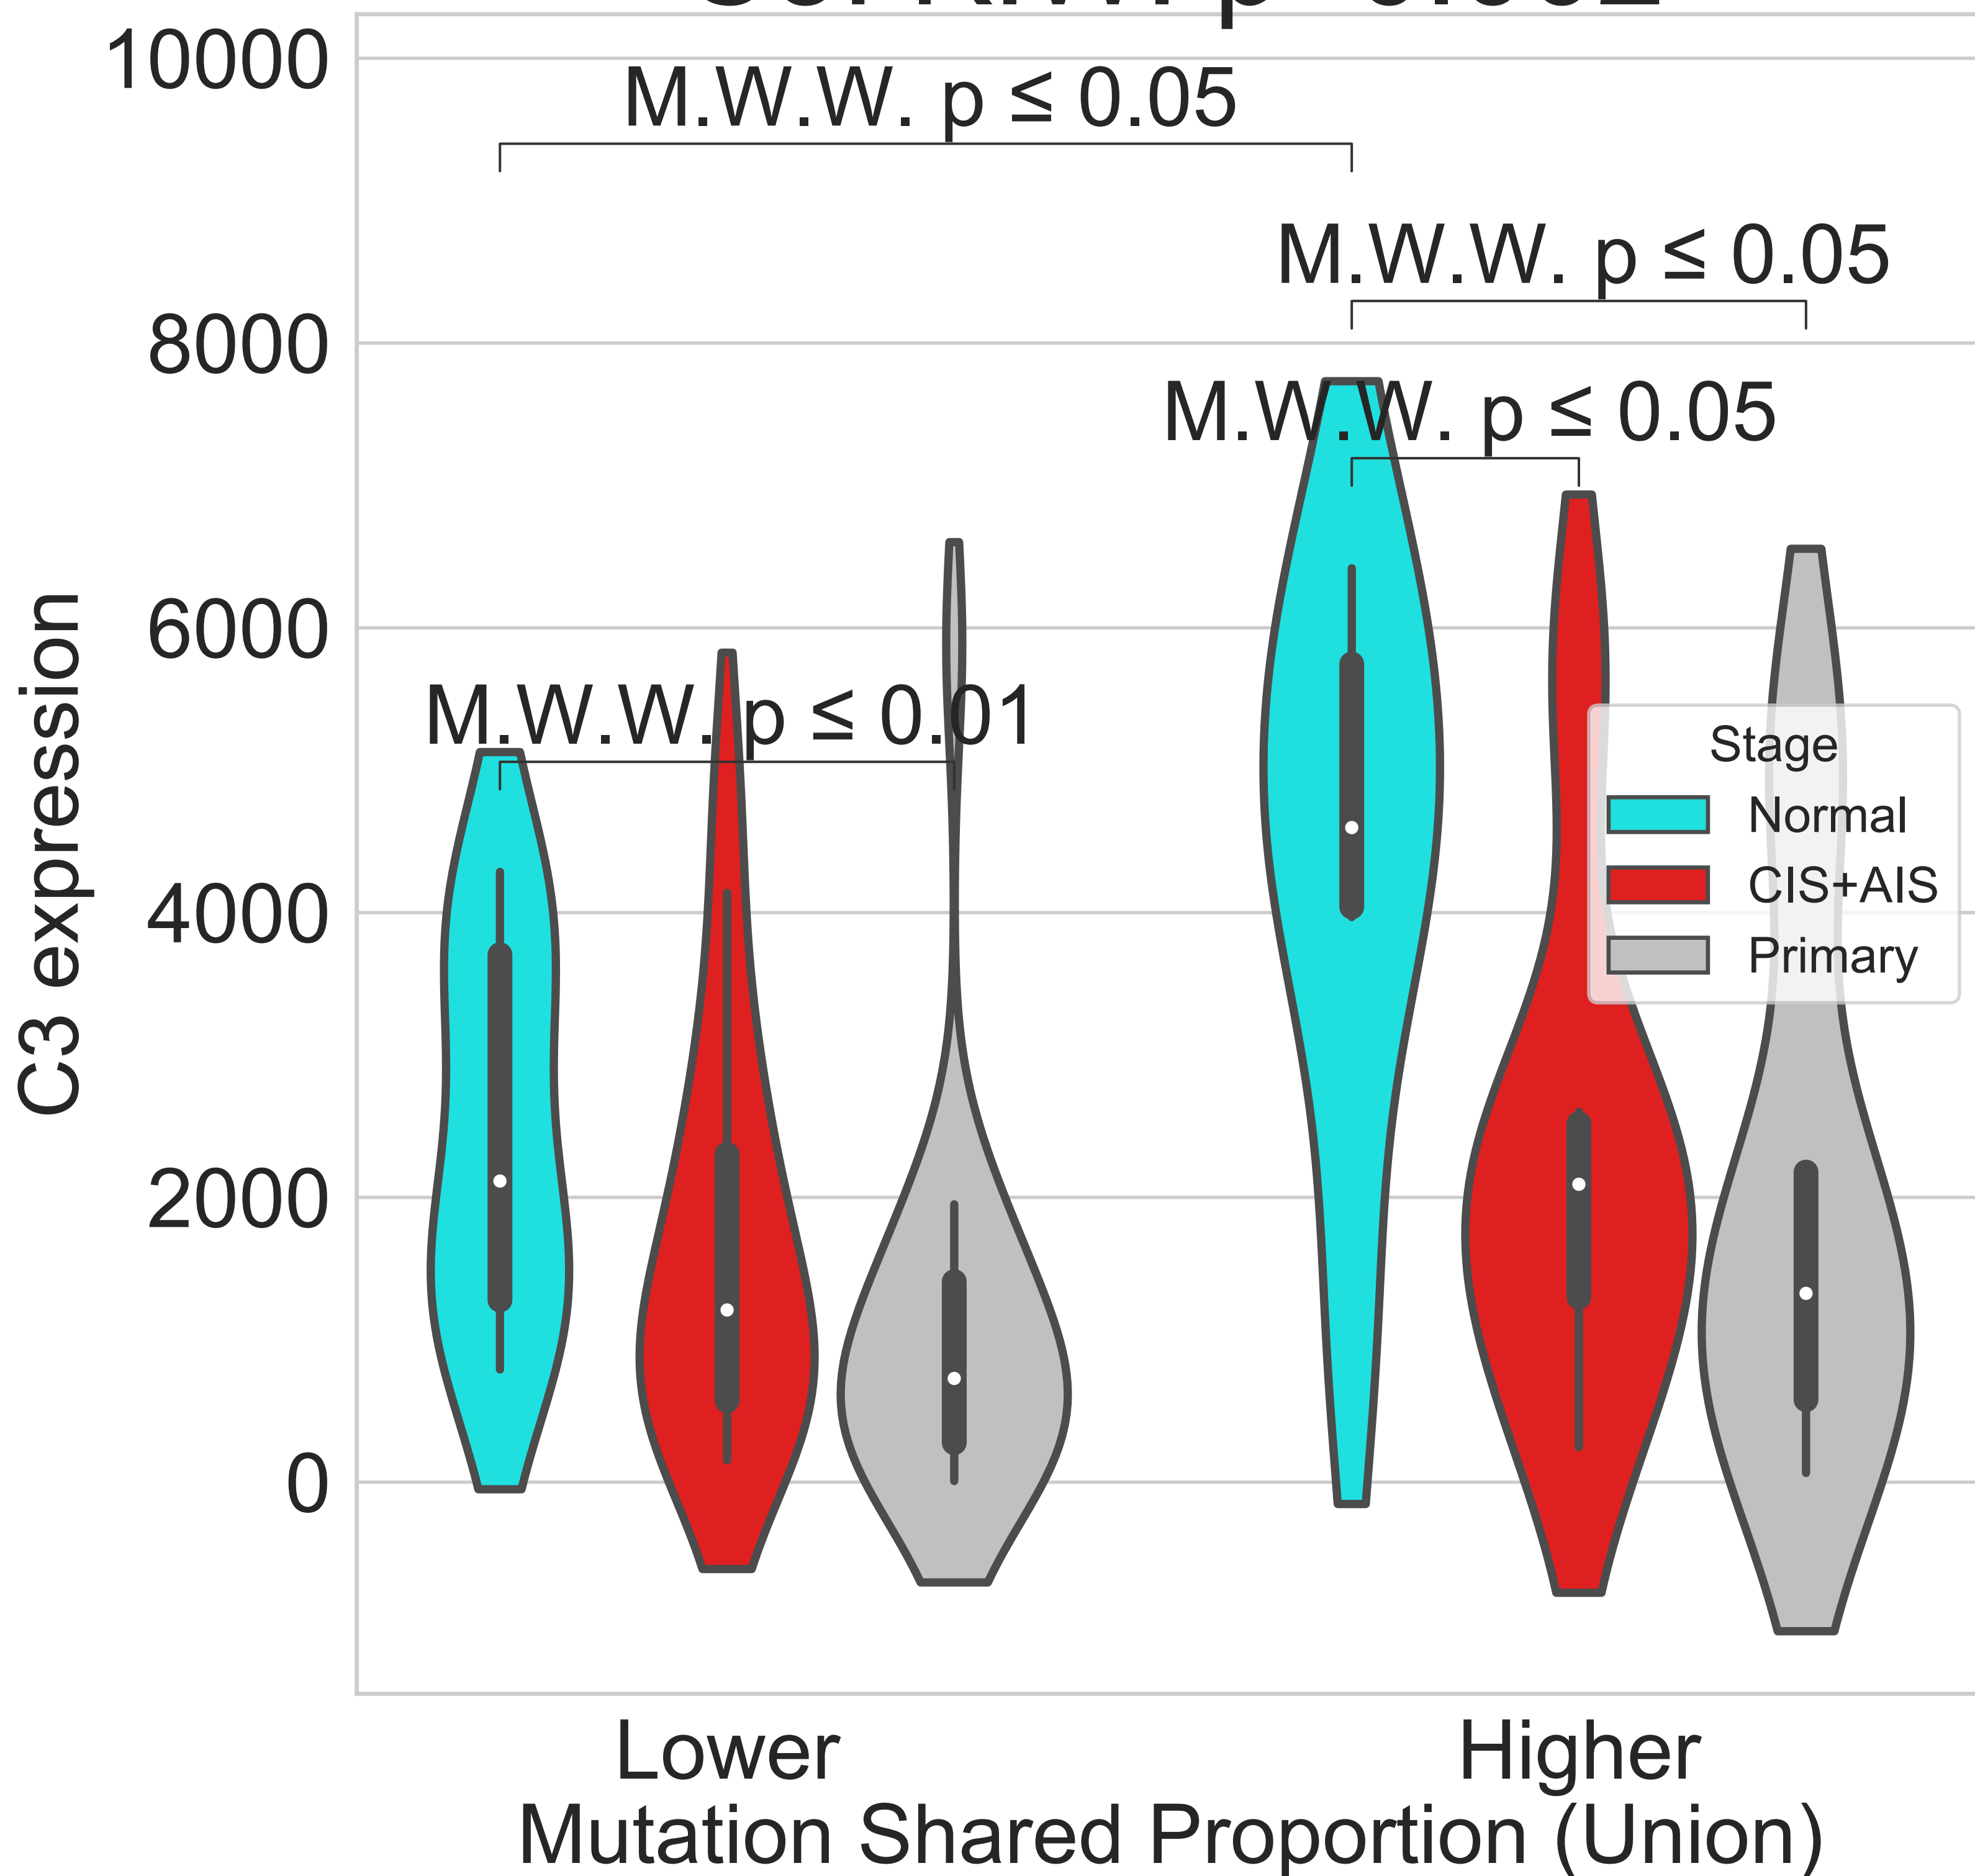 10000
8000
6000
4000
2000
0
C3 expression
M.W.W. p ≤ 0.05
M.W.W. p ≤ 0.05
M.W.W. p ≤ 0.05
M.W.W. p ≤ 0.01
Stage
Normal
CIS+AIS
Primary
Lower
Higher
Mutation Shared Proportion (Union)